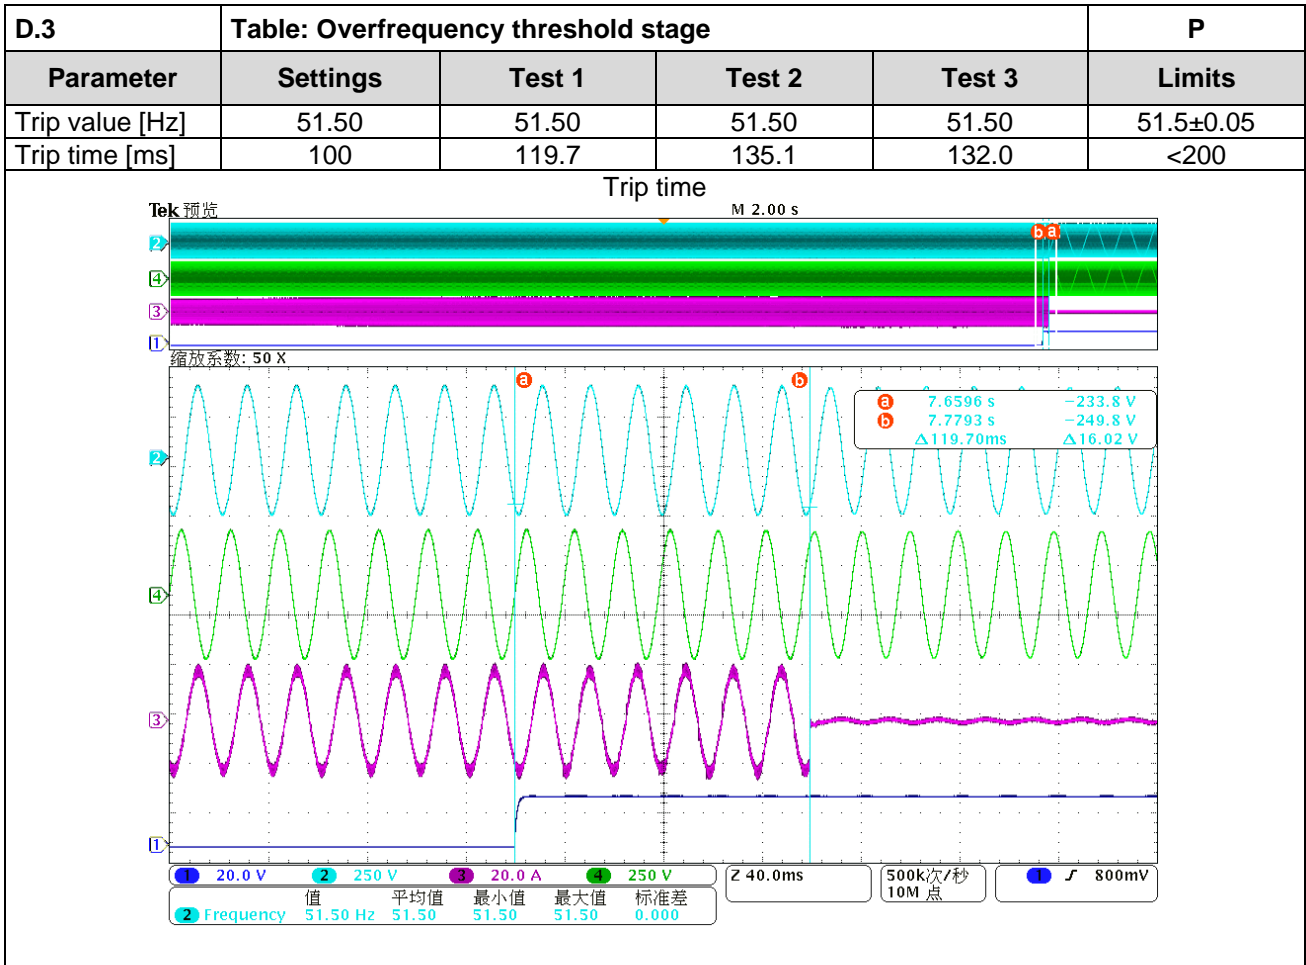 D.3 Table: Overfrequency threshold stage P
Parameter Settings Test 1 Test 2 Test 3 Limits
Trip value [Hz] 51.50 51.50 51.50 51.50 51.5±0.05
Trip time [ms] 100 119.7 135.1 132.0 <200
Trip time
Tek 预览 M 2.00 s
b a
2
4
3
1
缩放系数: 50 X
a b
a 7.6596 s -233.8 V
b 7.7793 s -249.8 V
Δ119.70ms Δ16.02 V
2
4
3
1
1 20.0 V 2 250 V 3 20.0 A 4 250 V Z 40.0ms 500k次/秒 1 ʃ 800mV
10M 点
值 平均值 最小值 最大值 标准差
2 Frequency 51.50 Hz 51.50 51.50 51.50 0.000